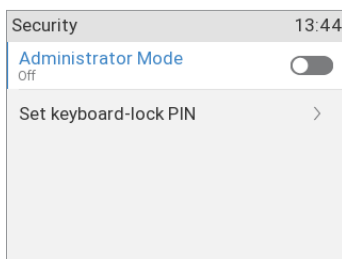 Security 13:44
Administrator Mode
Off
Set keyboard-lock PIN